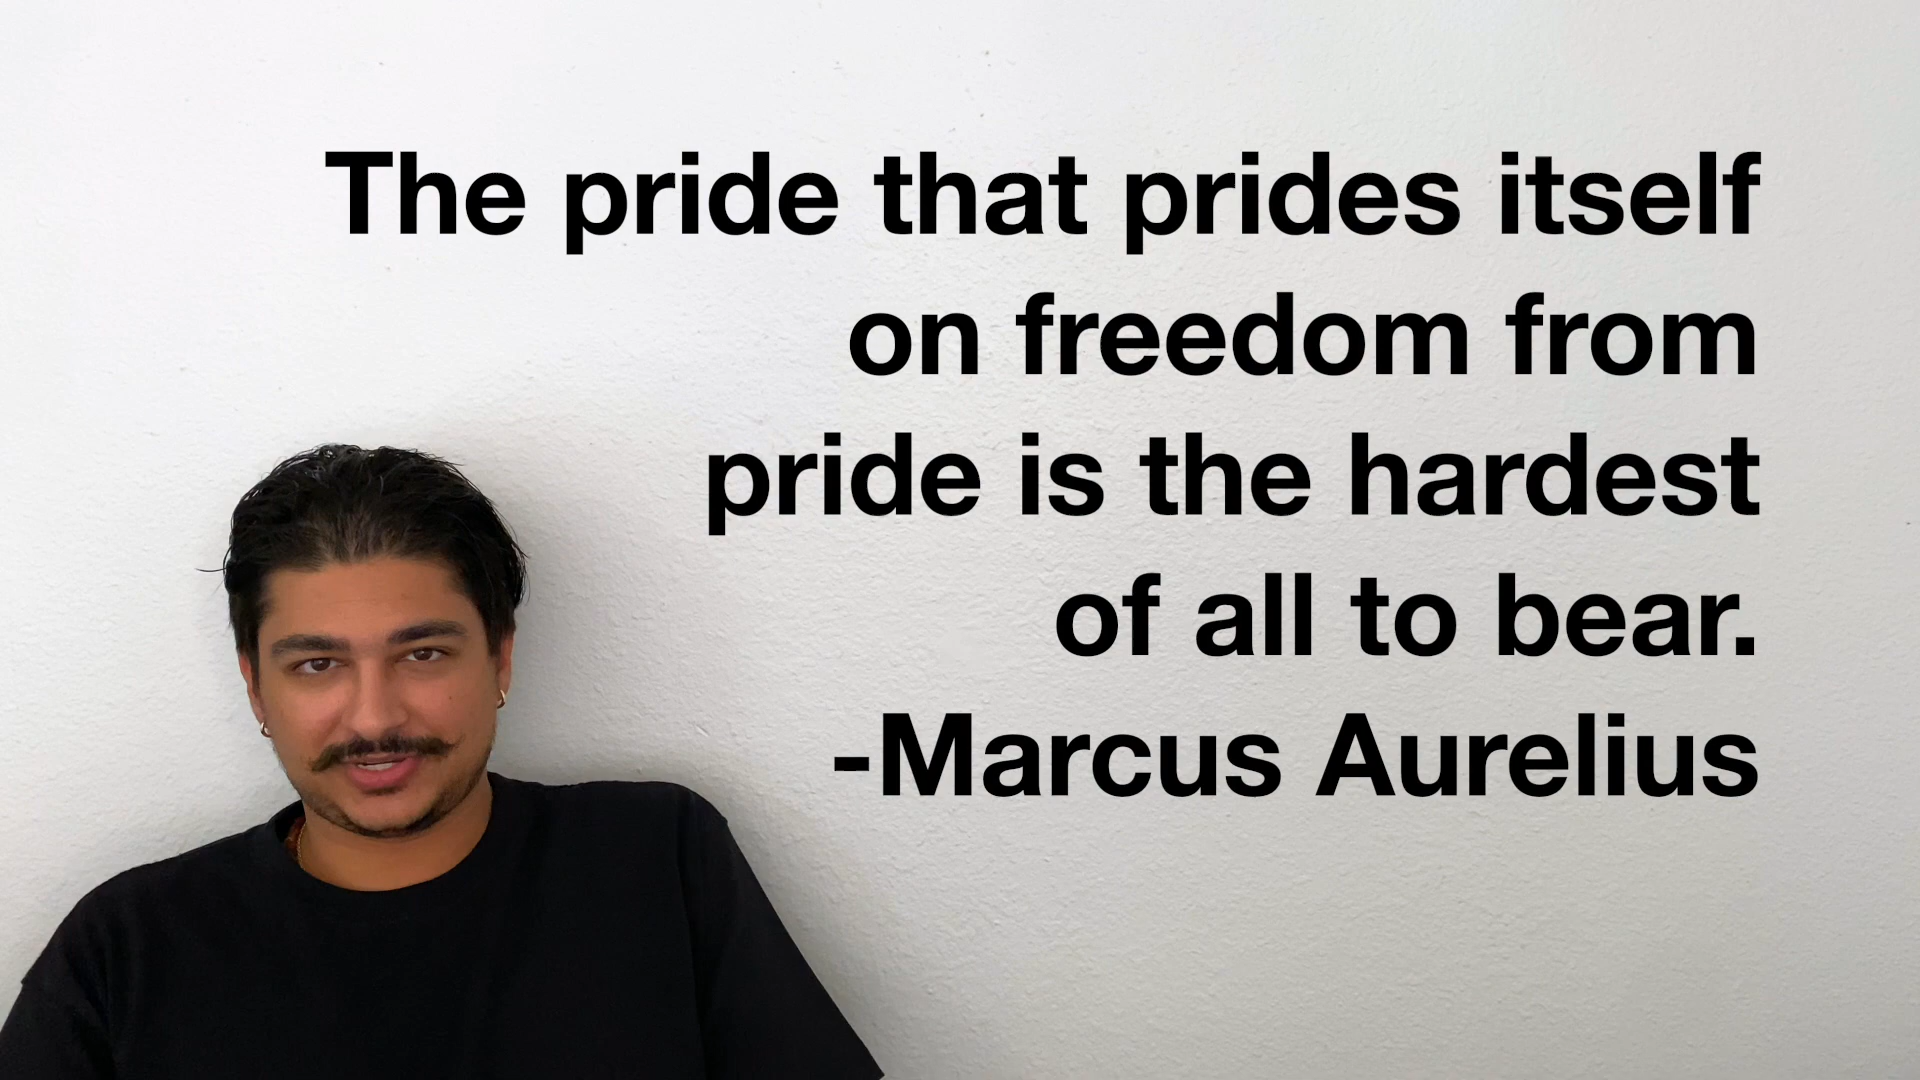 The pride that prides itself
on freedom from
pride is the hardest
of all to bear.
-Marcus Aurelius